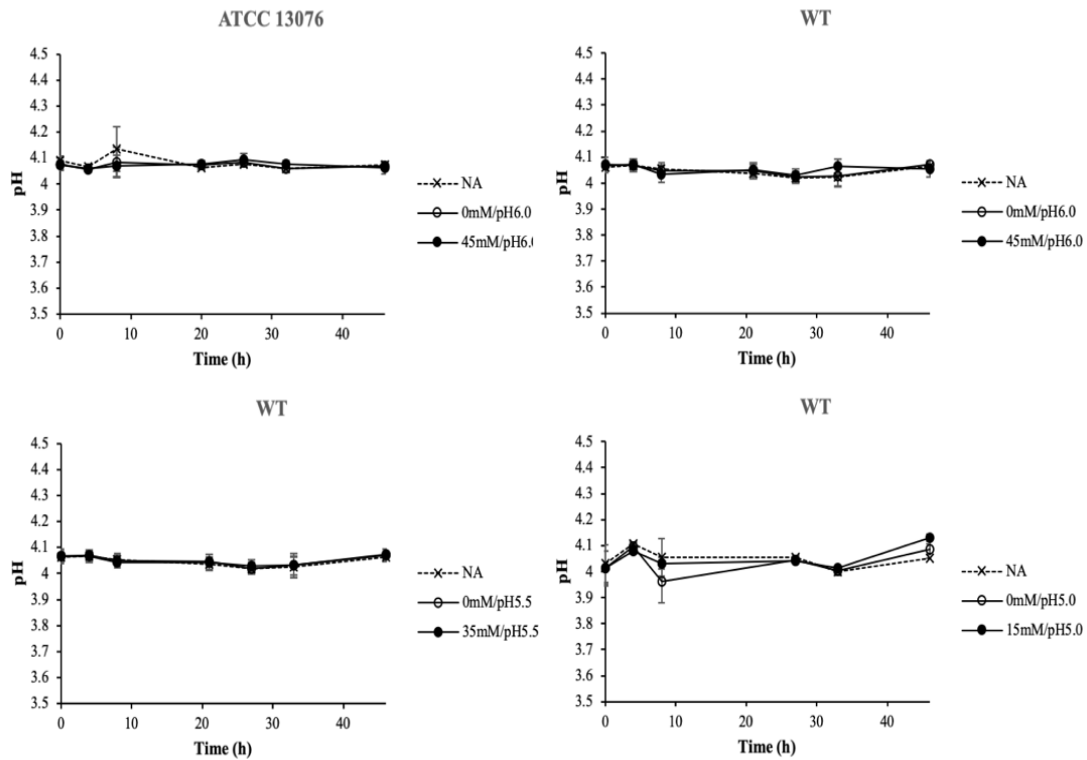 ATCC 13076
4.5
4.4
4.3
4.2
4.1
4
3.9
3.8
3.7
3.6
3.5
pH
0 10 20 30 40
Time (h)
NA
0mM/pH6.0
45mM/pH6.0
WT
4.5
4.4
4.3
4.2
4.1
4
3.9
3.8
3.7
3.6
3.5
pH
0 10 20 30 40
Time (h)
NA
0mM/pH6.0
45mM/pH6.0
WT
4.5
4.4
4.3
4.2
4.1
4
3.9
3.8
3.7
3.6
3.5
pH
0 10 20 30 40
Time (h)
NA
0mM/pH5.5
35mM/pH5.5
WT
4.5
4.4
4.3
4.2
4.1
4
3.9
3.8
3.7
3.6
3.5
pH
0 10 20 30 40
Time (h)
NA
0mM/pH5.0
15mM/pH5.0